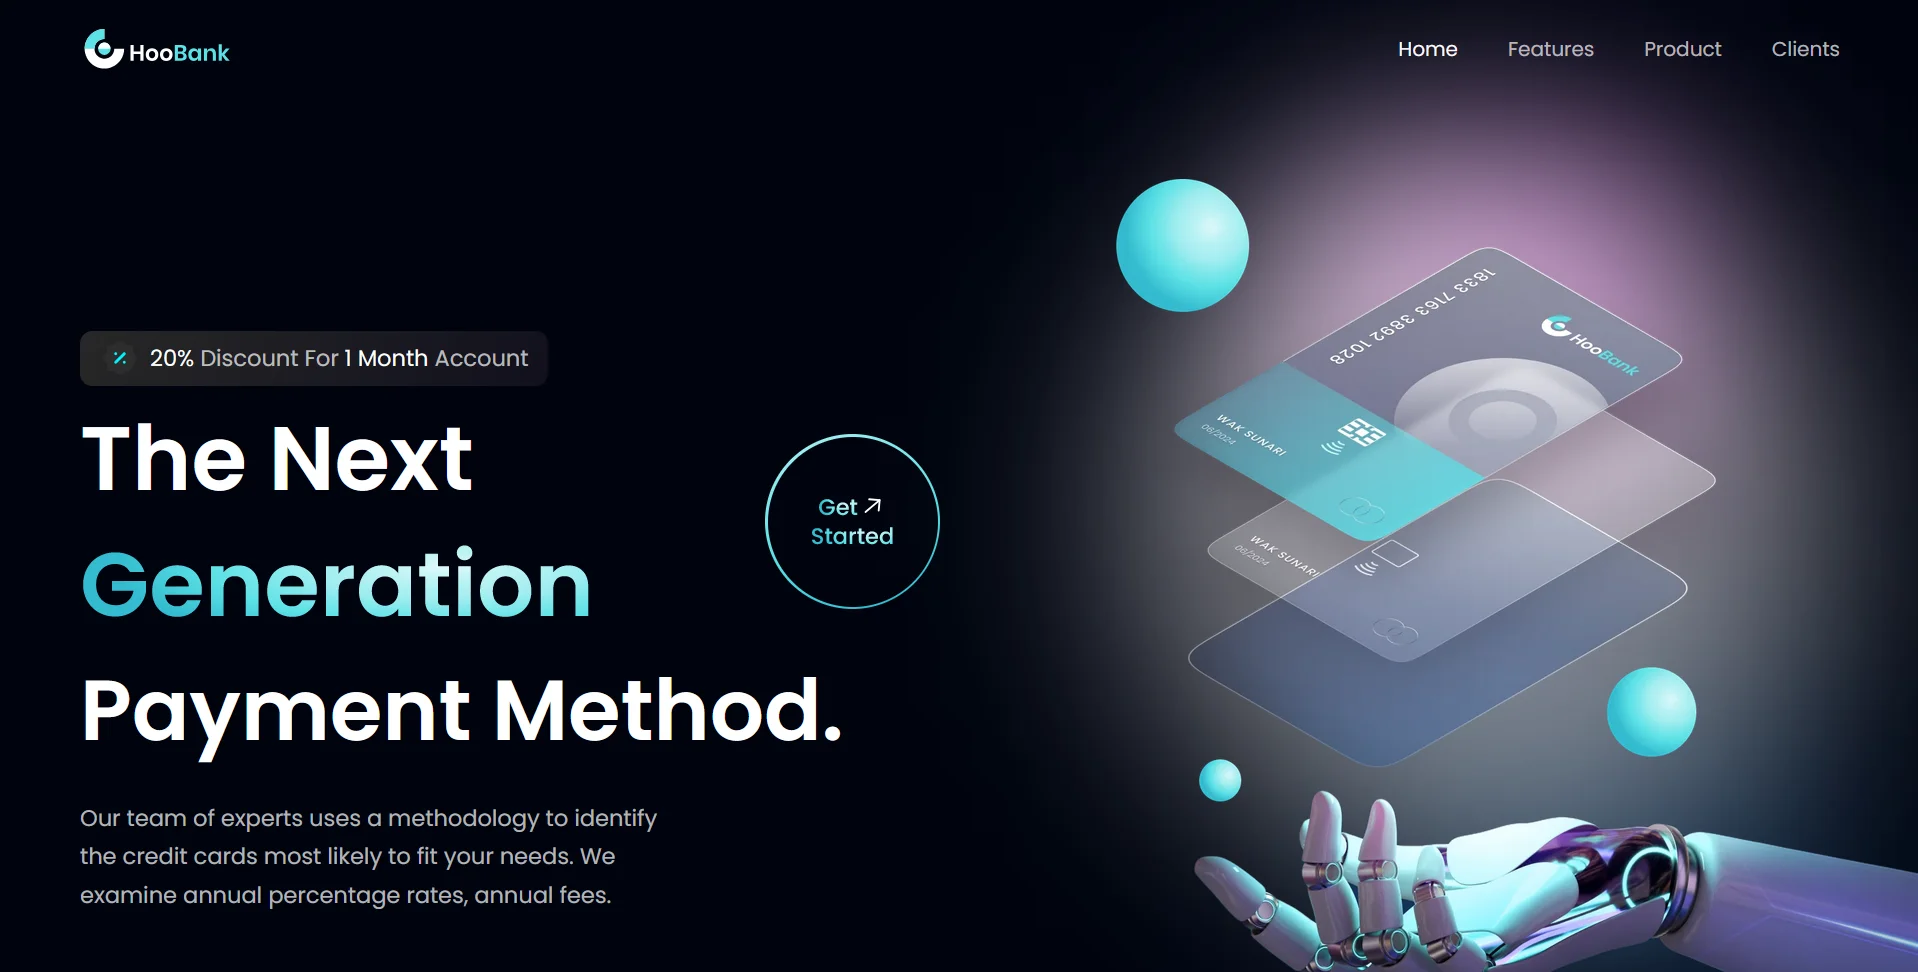 HooBank
Home
Features
Product
Clients
20% Discount For 1 Month Account
The Next
Generation
Payment Method.
Get
Started
Our team of experts uses a methodology to identify
the credit cards most likely to fit your needs. We
examine annual percentage rates, annual fees.
1833 7163 3892 1028
HooBank
WAK SUNARI
06/2024
WAK SUNARI
06/2024